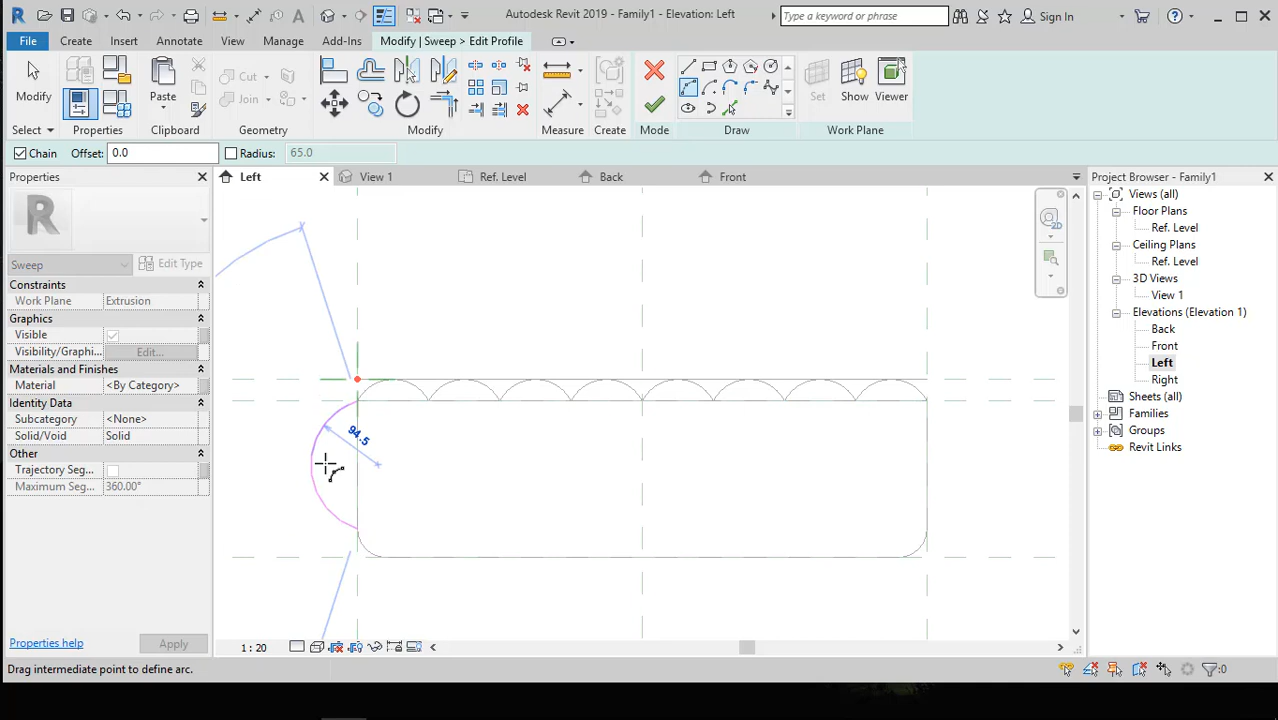 Autodesk Revit 2019 - Family1 - Elevation: Left
Type a keyword or phrase
Sign In
File Create Insert Annotate View Manage Add-Ins Modify | Sweep > Edit Profile
Modify
Paste
Cut
Join
Set Show Viewer
Select Properties Clipboard Geometry Modify Measure Create Mode Draw Work Plane
Chain Offset: 0.0 Radius: 65.0
Properties
Left View 1 Ref. Level Back Front
Project Browser - Family1
Sweep Edit Type
Constraints
Work Plane Extrusion
Graphics
Visible
Visibility/Graphi... Edit...
Materials and Finishes
Material <By Category>
Identity Data
Subcategory <None>
Solid/Void Solid
Other
Trajectory Seg...
Maximum Seg... 360.00°
Properties help Apply
94.5
Views (all)
Floor Plans
Ref. Level
Ceiling Plans
Ref. Level
3D Views
View 1
Elevations (Elevation 1)
Back
Front
Left
Right
Sheets (all)
Families
Groups
Revit Links
1 : 20
Drag intermediate point to define arc.
:0